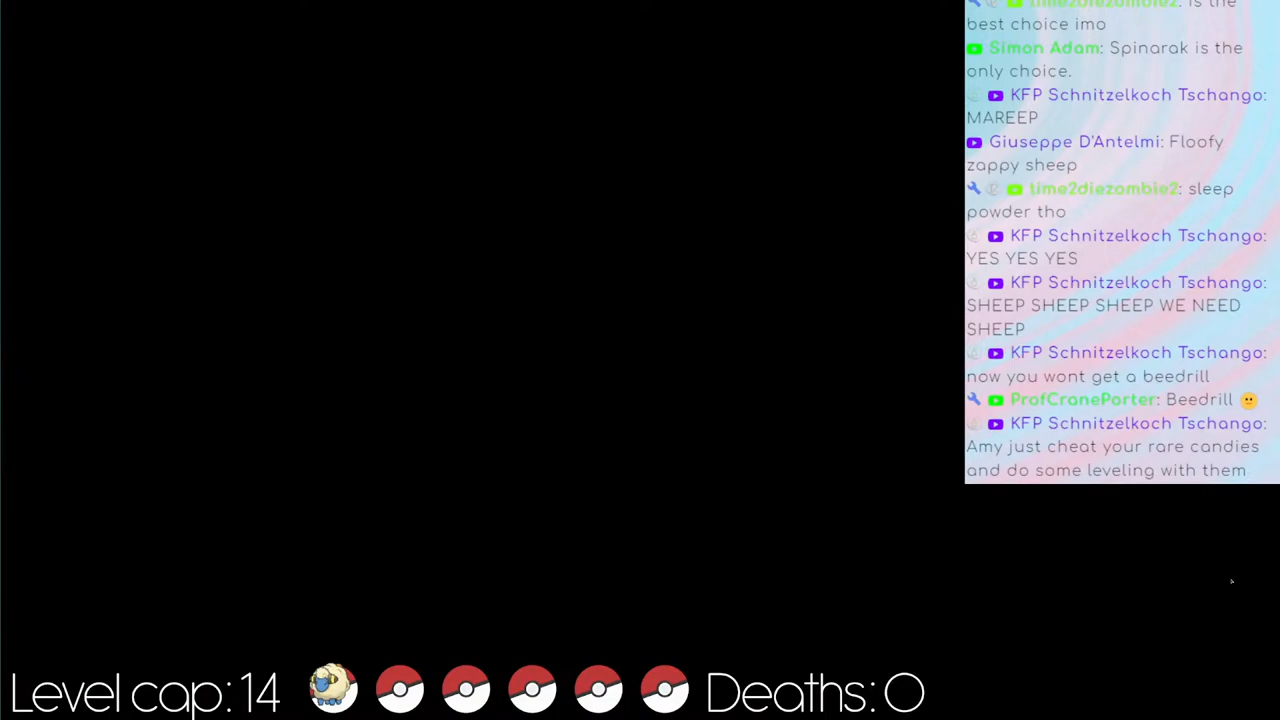 time2diezombie2: is the
best choice imo
Simon Adam: Spinarak is the
only choice.
KFP Schnitzelkoch Tschango:
MAREEP
Giuseppe D'Antelmi: Floofy
zappy sheep
time2diezombie2: sleep
powder tho
KFP Schnitzelkoch Tschango:
YES YES YES
KFP Schnitzelkoch Tschango:
SHEEP SHEEP SHEEP WE NEED
SHEEP
KFP Schnitzelkoch Tschango:
now you wont get a beedrill
ProfCranePorter: Beedrill 😐
KFP Schnitzelkoch Tschango:
Amy just cheat your rare candies
and do some leveling with them
Level cap: 14 Deaths: 0